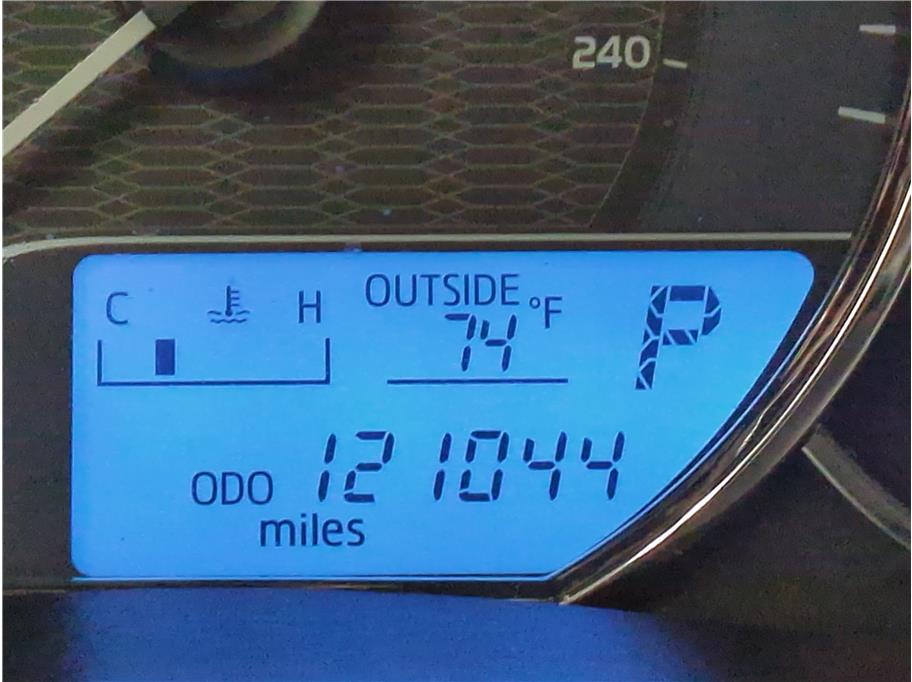 240
C H OUTSIDE °F P
74
ODO 121044
miles